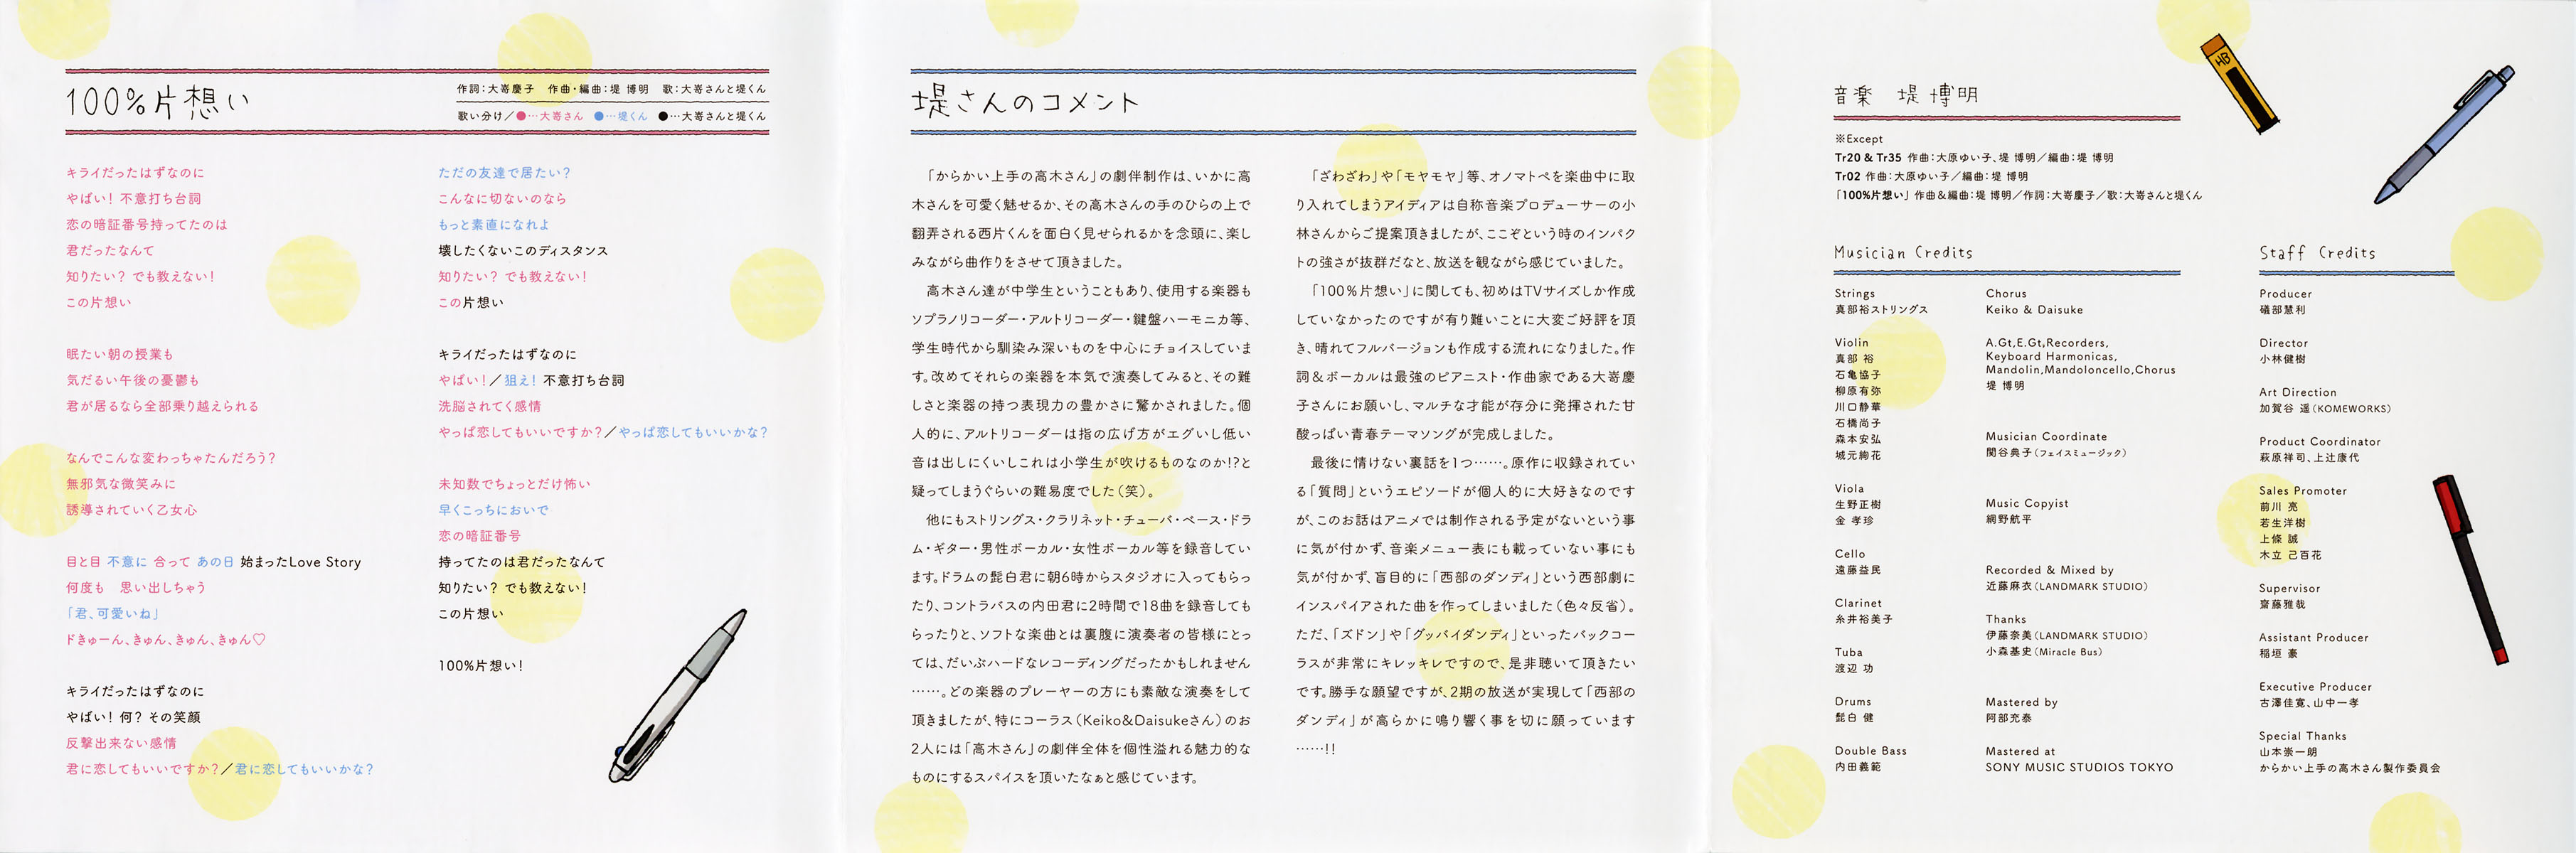 100%片想い
作詞：大嵜慶子　作曲・編曲：堤 博明　歌：大嵜さんと堤くん
歌い分け／●…大嵜さん ●…堤くん ●…大嵜さんと堤くん
キライだったはずなのに
やばい！ 不意打ち台詞
恋の暗証番号持ってたのは
君だったなんて
知りたい？ でも教えない！
この片想い
眠たい朝の授業も
気だるい午後の憂鬱も
君が居るなら全部乗り越えられる
なんでこんな変わっちゃたんだろう？
無邪気な微笑みに
誘導されていく乙女心
目と目 不意に 合って あの日 始まったLove Story
何度も　思い出しちゃう
「君、可愛いね」
ドきゅーん、きゅん、きゅん、きゅん♡
キライだったはずなのに
やばい！ 何？ その笑顔
反撃出来ない感情
君に恋してもいいですか？／君に恋してもいいかな？
ただの友達で居たい？
こんなに切ないのなら
もっと素直になれよ
壊したくないこのディスタンス
知りたい？ でも教えない！
この片想い
キライだったはずなのに
やばい！／狙え！ 不意打ち台詞
洗脳されてく感情
やっぱ恋してもいいですか？／やっぱ恋してもいいかな？
未知数でちょっとだけ怖い
早くこっちにおいで
恋の暗証番号
持ってたのは君だったなんて
知りたい？ でも教えない！
この片想い
100%片想い！
堤さんのコメント
「からかい上手の高木さん」の劇伴制作は、いかに高
木さんを可愛く魅せるか、その高木さんの手のひらの上で
翻弄される西片くんを面白く見せられるかを念頭に、楽し
みながら曲作りをさせて頂きました。
高木さん達が中学生ということもあり、使用する楽器も
ソプラノリコーダー・アルトリコーダー・鍵盤ハーモニカ等、
学生時代から馴染み深いものを中心にチョイスしていま
す。改めてそれらの楽器を本気で演奏してみると、その難
しさと楽器の持つ表現力の豊かさに驚かされました。個
人的に、アルトリコーダーは指の広げ方がエグいし低い
音は出しにくいしこれは小学生が吹けるものなのか!?と
疑ってしまうぐらいの難易度でした（笑）。
他にもストリングス・クラリネット・チューバ・ベース・ドラ
ム・ギター・男性ボーカル・女性ボーカル等を録音してい
ます。ドラムの髭白君に朝6時からスタジオに入ってもらっ
たり、コントラバスの内田君に2時間で18曲を録音しても
らったりと、ソフトな楽曲とは裏腹に演奏者の皆様にとっ
ては、だいぶハードなレコーディングだったかもしれません
……。どの楽器のプレーヤーの方にも素敵な演奏をして
頂きましたが、特にコーラス（Keiko&Daisukeさん）のお
2人には「高木さん」の劇伴全体を個性溢れる魅力的な
ものにするスパイスを頂いたなぁと感じています。
「ざわざわ」や「モヤモヤ」等、オノマトペを楽曲中に取
り入れてしまうアイディアは自称音楽プロデューサーの小
林さんからご提案頂きましたが、ここぞという時のインパク
トの強さが抜群だなと、放送を観ながら感じていました。
「100％片想い」に関しても、初めはTVサイズしか作成
していなかったのですが有り難いことに大変ご好評を頂
き、晴れてフルバージョンも作成する流れになりました。作
詞＆ボーカルは最強のピアニスト・作曲家である大嵜慶
子さんにお願いし、マルチな才能が存分に発揮された甘
酸っぱい青春テーマソングが完成しました。
最後に情けない裏話を1つ……。原作に収録されてい
る「質問」というエピソードが個人的に大好きなのです
が、このお話はアニメでは制作される予定がないという事
に気が付かず、音楽メニュー表にも載っていない事にも
気が付かず、盲目的に「西部のダンディ」という西部劇に
インスパイアされた曲を作ってしまいました（色々反省）。
ただ、「ズドン」や「グッバイダンディ」といったバックコー
ラスが非常にキレッキレですので、是非聴いて頂きたい
です。勝手な願望ですが、2期の放送が実現して「西部の
ダンディ」が高らかに鳴り響く事を切に願っています
……!!
音楽　堤 博明
※Except
Tr20 & Tr35 作曲：大原ゆい子、堤 博明／編曲：堤 博明
Tr02 作曲：大原ゆい子／編曲：堤 博明
「100%片想い」 作曲＆編曲：堤 博明／作詞：大嵜慶子／歌：大嵜さんと堤くん
Musician Credits
Strings
真部裕ストリングス
Violin
真部 裕
石亀協子
柳原有弥
川口静華
石橋尚子
森本安弘
城元絢花
Viola
生野正樹
金 孝珍
Cello
遠藤益民
Clarinet
糸井裕美子
Tuba
渡辺 功
Drums
髭白 健
Double Bass
内田義範
Chorus
Keiko & Daisuke
A.Gt,E.Gt,Recorders,
Keyboard Harmonicas,
Mandolin,Mandoloncello,Chorus
堤 博明
Musician Coordinate
関谷典子（フェイスミュージック）
Music Copyist
網野航平
Recorded & Mixed by
近藤麻衣（LANDMARK STUDIO）
Thanks
伊藤奈美（LANDMARK STUDIO）
小森基史（Miracle Bus）
Mastered by
阿部充泰
Mastered at
SONY MUSIC STUDIOS TOKYO
Staff Credits
Producer
礒部慧利
Director
小林健樹
Art Direction
加賀谷 遥（KOMEWORKS）
Product Coordinator
萩原祥司、上辻康代
Sales Promoter
前川 亮
若生洋樹
上條 誠
木立 己百花
Supervisor
齋藤雅哉
Assistant Producer
稲垣 豪
Executive Producer
古澤佳寛、山中一孝
Special Thanks
山本崇一朗
からかい上手の高木さん製作委員会
HB